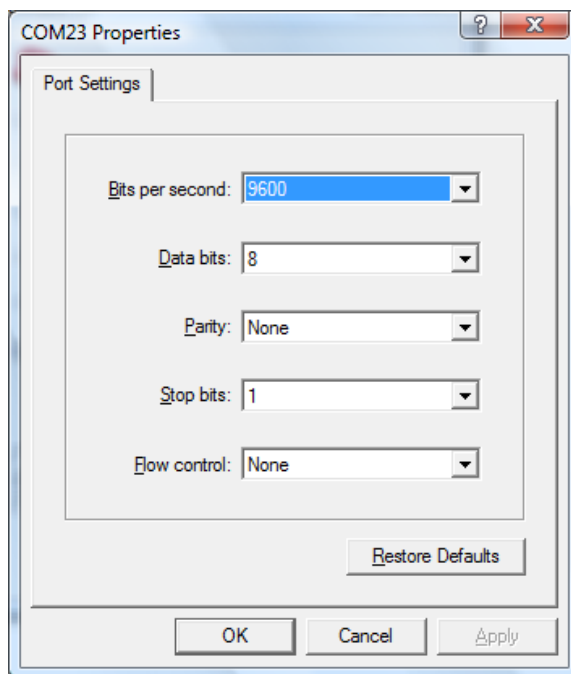 COM23 Properties
?
X
Port Settings
Bits per second: 9600
Data bits: 8
Parity: None
Stop bits: 1
Flow control: None
Restore Defaults
OK Cancel Apply